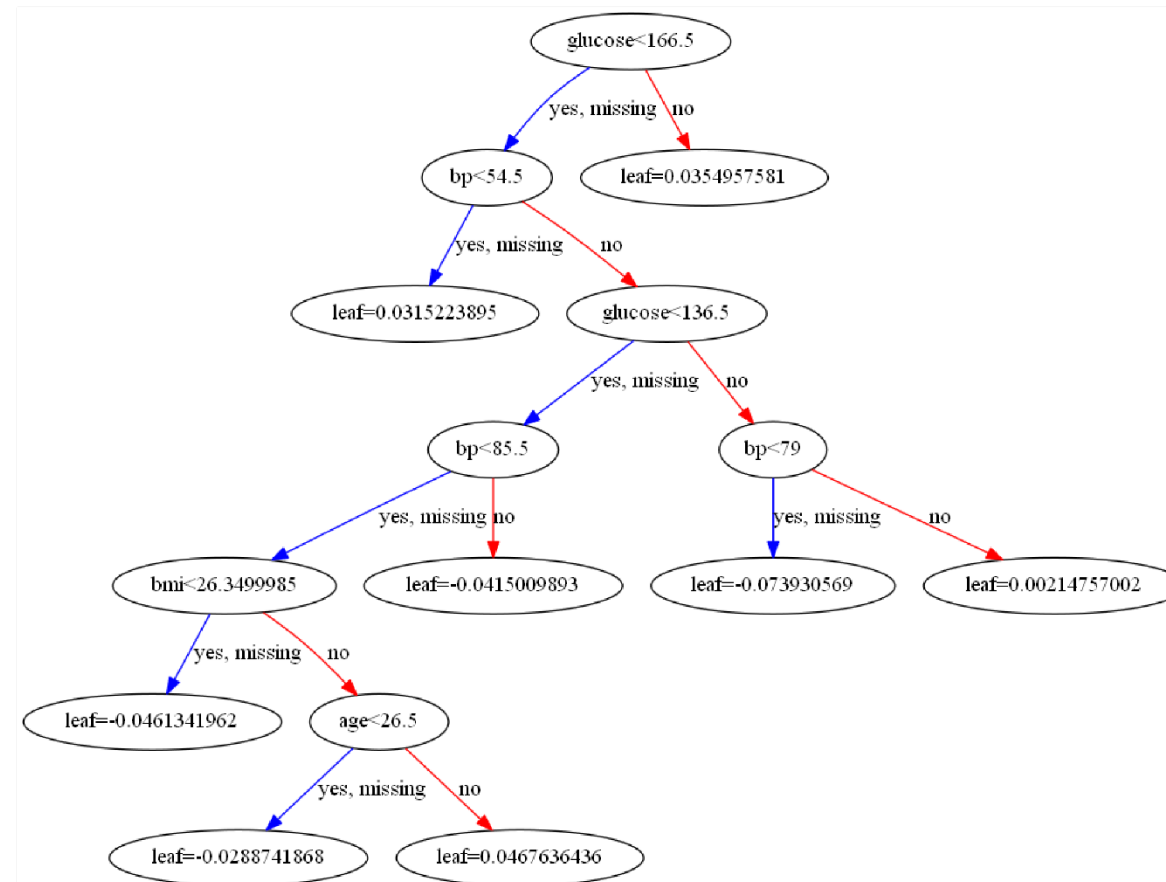 glucose<166.5
yes, missing
no
bp<54.5
leaf=0.0354957581
yes, missing
no
leaf=0.0315223895
glucose<136.5
yes, missing
no
bp<85.5
bp<79
yes, missing
no
yes, missing
no
bmi<26.3499985
leaf=-0.0415009893
leaf=-0.073930569
leaf=0.00214757002
yes, missing
no
leaf=-0.0461341962
age<26.5
yes, missing
no
leaf=-0.0288741868
leaf=0.0467636436